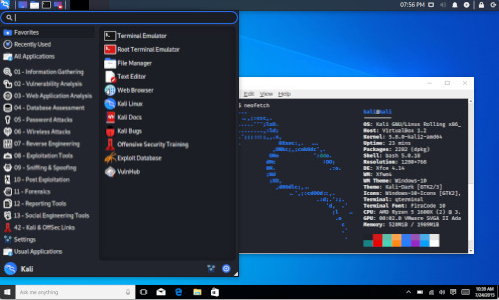 07:56 PM
Favorites
Recently Used
All Applications
01 - Information Gathering
02 - Vulnerability Analysis
03 - Web Application Analysis
04 - Database Assessment
05 - Password Attacks
06 - Wireless Attacks
07 - Reverse Engineering
08 - Exploitation Tools
09 - Sniffing & Spoofing
10 - Post Exploitation
11 - Forensics
12 - Reporting Tools
13 - Social Engineering Tools
42 - Kali & OffSec Links
Settings
Usual Applications
Kali
Terminal Emulator
Root Terminal Emulator
File Manager
Text Editor
Web Browser
Kali Linux
Kali Docs
Kali Bugs
Offensive Security Training
Exploit Database
VulnHub
Edit View Help
$ neofetch
kali@kali
OS: Kali GNU/Linux Rolling x86_
Host: VirtualBox 1.2
Kernel: 5.8.0-kali2-amd64
Uptime: 23 mins
Packages: 2282 (dpkg)
Shell: bash 5.0.18
Resolution: 1280x768
DE: Xfce 4.14
WM: Xfwm4
WM Theme: Windows-10
Theme: Kali-Dark [GTK2/3]
Icons: Windows-10-Icons [GTK2],
Terminal: qterminal
Terminal Font: FiraCode 10
CPU: AMD Ryzen 5 2600X (2) @ 3.
GPU: 00:02.0 VMware SVGA II Ada
Memory: 520MiB / 1989MiB
Ask me anything
10:39 AM
7/24/2015